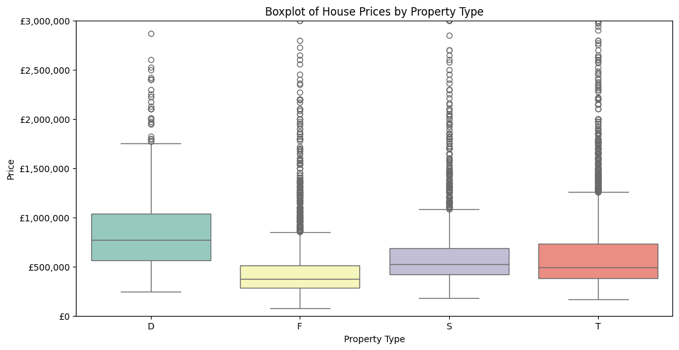 Boxplot of House Prices by Property Type
£3,000,000
£2,500,000
£2,000,000
£1,500,000
£1,000,000
£500,000
£0
Price
D F S T
Property Type